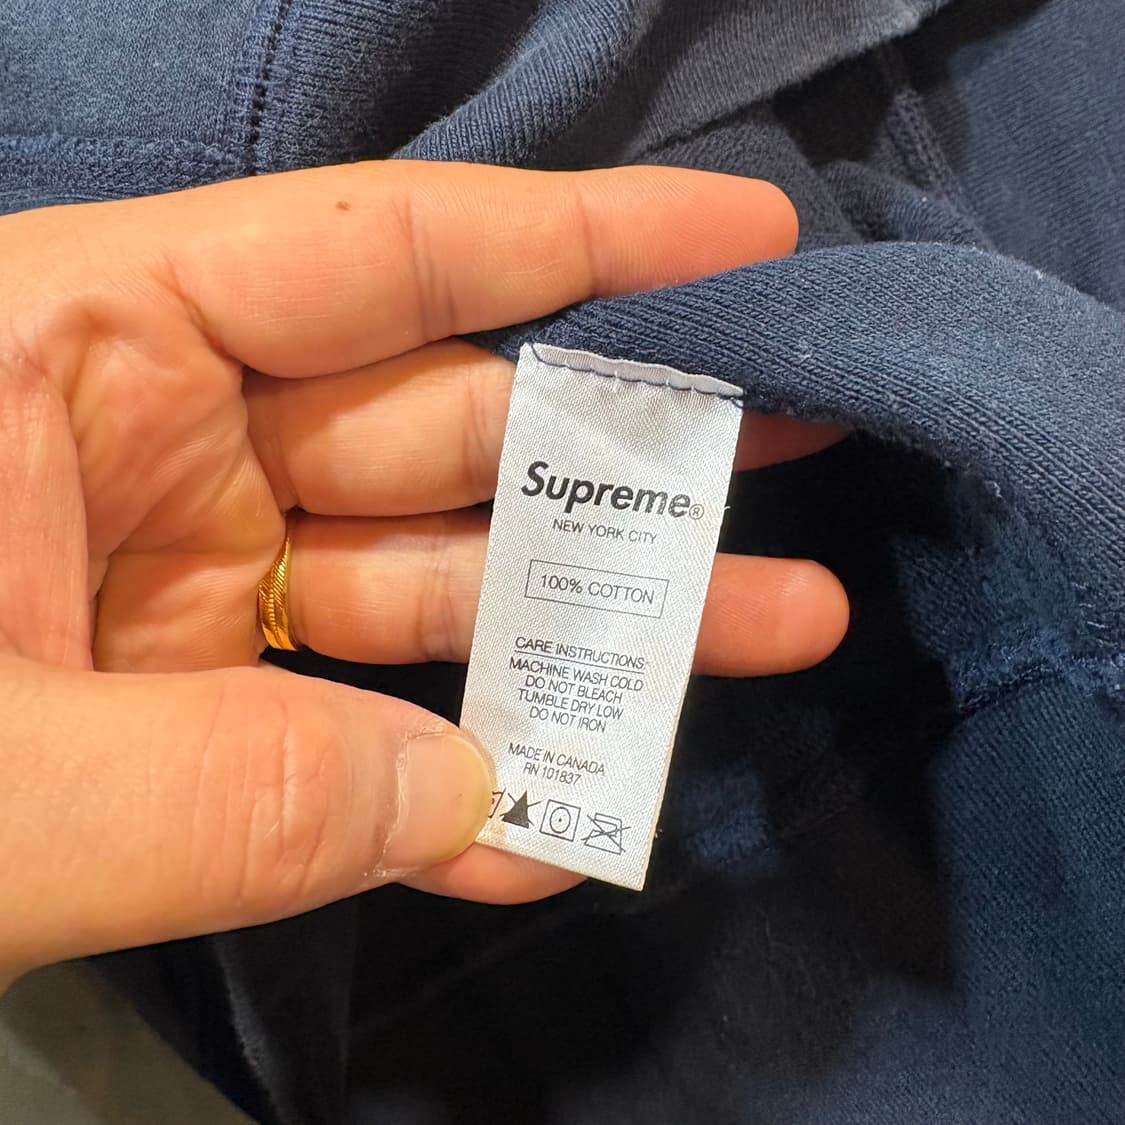 Supreme®
NEW YORK CITY
100% COTTON
CARE INSTRUCTIONS:
MACHINE WASH COLD
DO NOT BLEACH
TUMBLE DRY LOW
DO NOT IRON
MADE IN CANADA
RN 101837